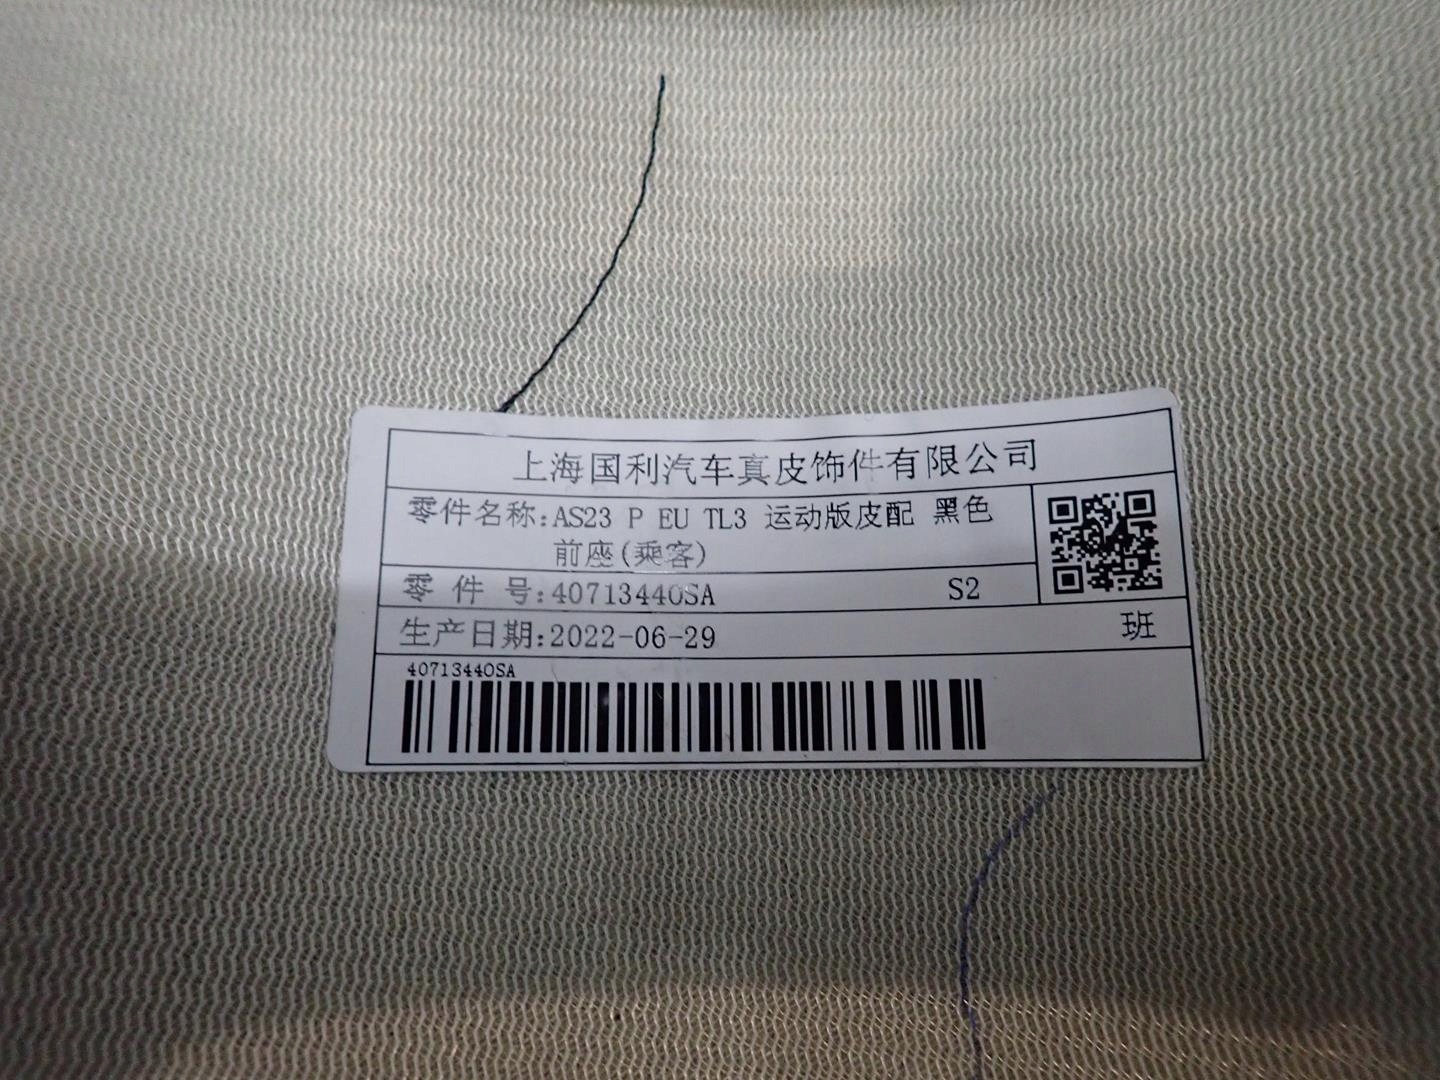 上海国利汽车真皮饰件有限公司
零件名称:AS23 P EU TL3 运动版皮配 黑色
前座(乘客)
零 件 号:40713440SA S2
生产日期:2022-06-29 班
40713440SA